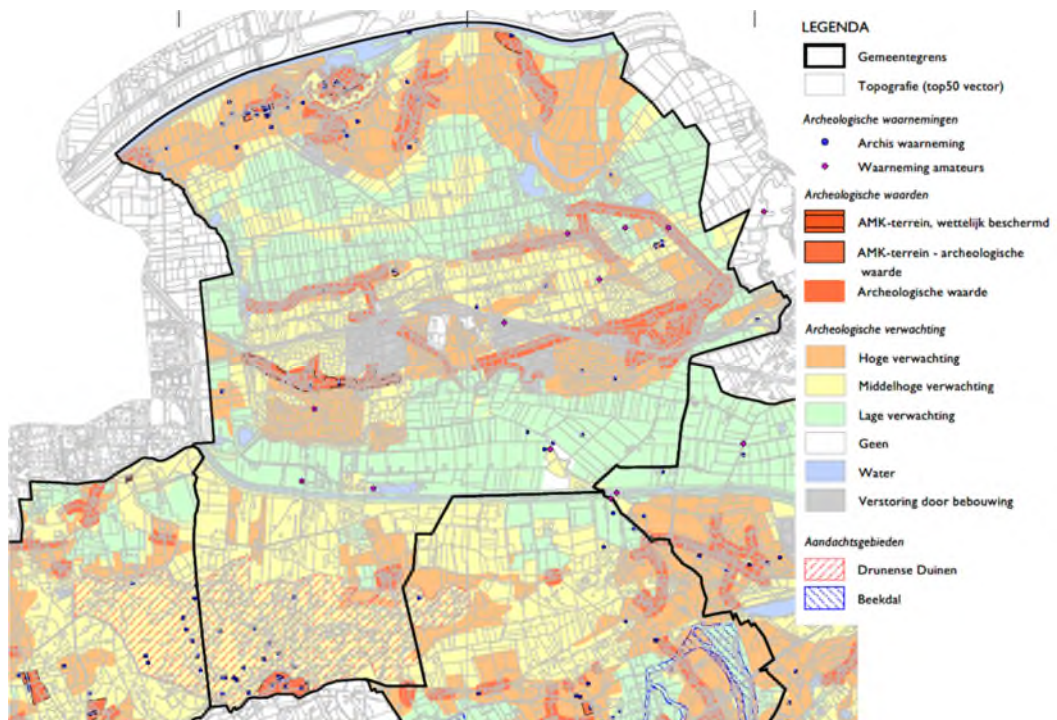 LEGENDA
Gemeentegrens
Topografie (top50 vector)
Archeologische waarnemingen
Archis waarneming
Waarneming amateurs
Archeologische waarden
AMK-terrein, wettelijk beschermd
AMK-terrein - archeologische
waarde
Archeologische waarde
Archeologische verwachting
Hoge verwachting
Middelhoge verwachting
Lage verwachting
Geen
Water
Verstoring door bebouwing
Aandachtsgebieden
Drunense Duinen
Beekdal